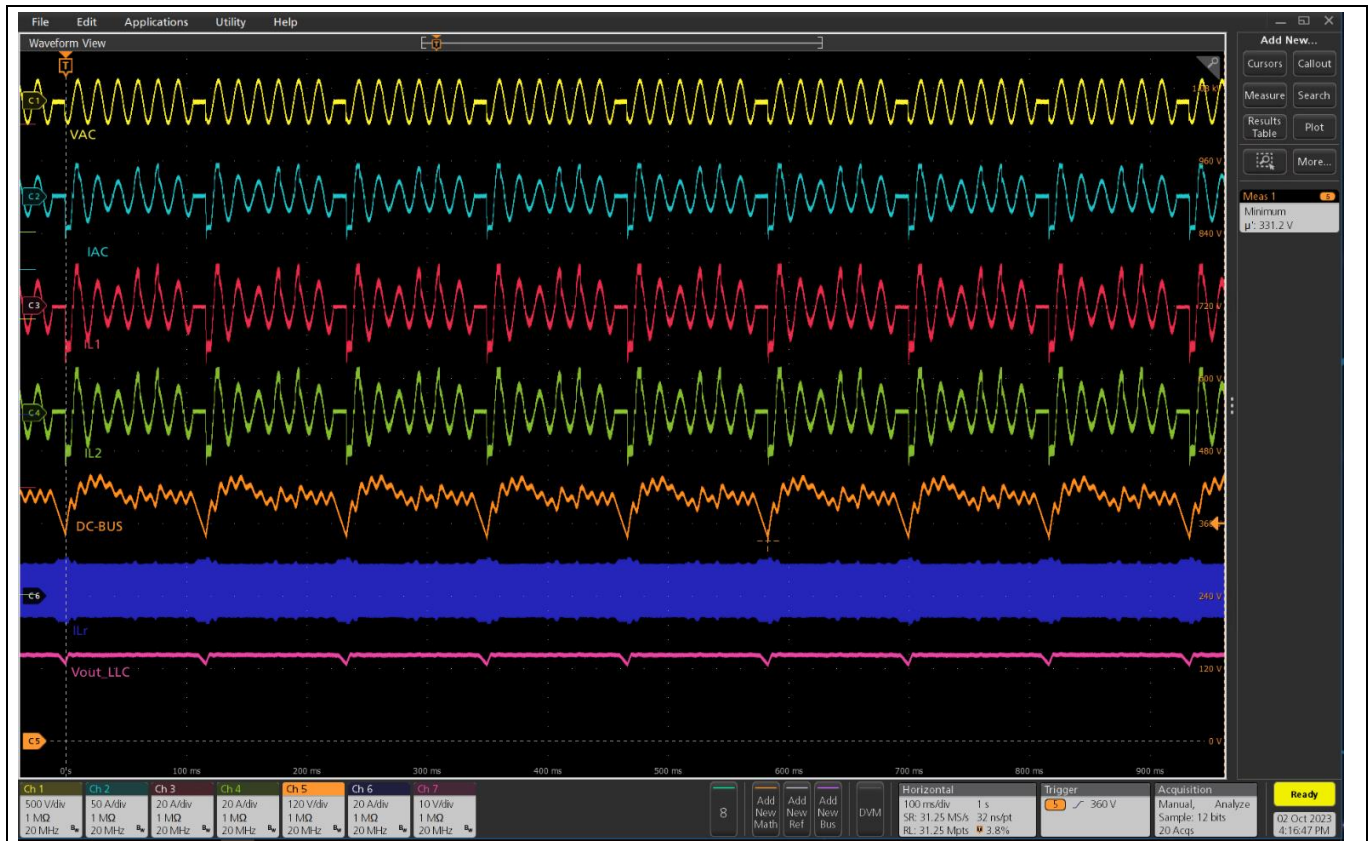 File Edit Applications Utility Help
Waveform View
Add New...
Cursors Callout
Measure Search
Results Table Plot
More...
Meas 1 5
Minimum
µ': 331.2 V
T
T
C1
VAC
960 V
C2
IAC
840 V
C3
720 V
IL1
600 V
C4
IL2
480 V
DC-BUS
360
C6
240 V
ILr
Vout_LLC
120 V
C5
0 V
0 s 100 ms 200 ms 300 ms 400 ms 500 ms 600 ms 700 ms 800 ms 900 ms
Ch 1 Ch 2 Ch 3 Ch 4 Ch 5 Ch 6 Ch 7
500 V/div 50 A/div 20 A/div 20 A/div 120 V/div 20 A/div 10 V/div
1 MΩ 1 MΩ 1 MΩ 1 MΩ 1 MΩ 1 MΩ 1 MΩ
20 MHz Bw 20 MHz Bw 20 MHz Bw 20 MHz Bw 20 MHz Bw 20 MHz Bw 20 MHz Bw
8
Add New Math
Add New Ref
Add New Bus
DVM
Horizontal
100 ms/div 1 s
SR: 31.25 MS/s 32 ns/pt
RL: 31.25 Mpts 3.8%
Trigger
5 360 V
Acquisition
Manual, Analyze
Sample: 12 bits
20 Acqs
Ready
02 Oct 2023
4:16:47 PM